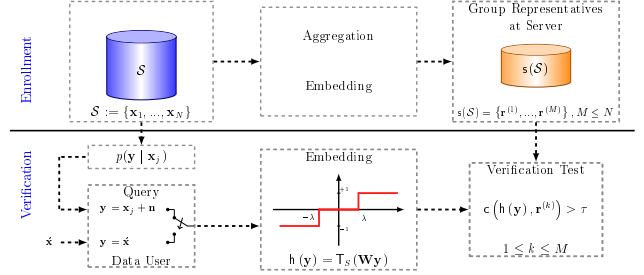 Enrollment
𝒮
𝒮 := {x₁, ..., x_N}
Aggregation
Embedding
Group Representatives
at Server
s(𝒮)
s(𝒮) = {r⁽¹⁾, ..., r⁽ᴹ⁾} , M ≤ N
Verification
p(y | x_j)
Query
y = x_j + n
x́
y = x́
Data User
Embedding
+1
−λ
λ
−1
h(y) = T_S(Wy)
Verification Test
c(h(y), r⁽ᵏ⁾) > τ
1 ≤ k ≤ M